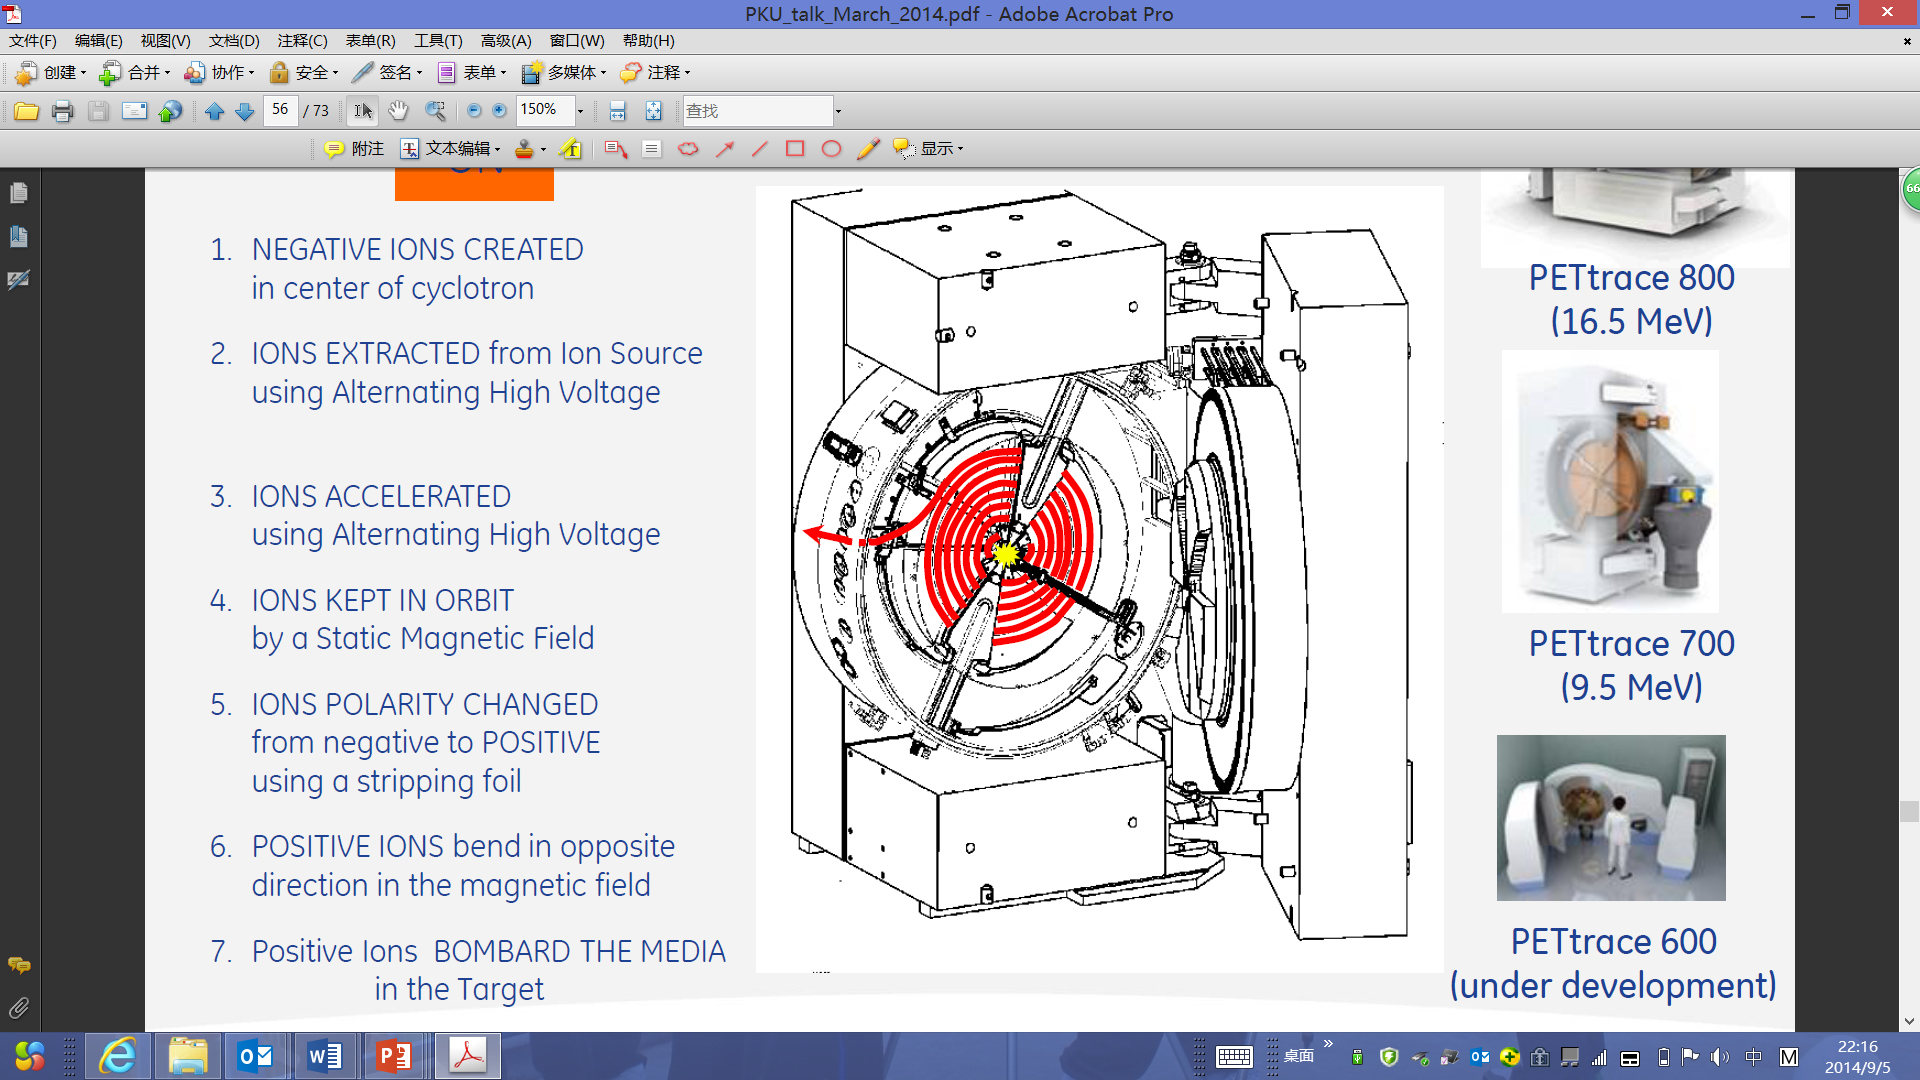 PKU_talk_March_2014.pdf - Adobe Acrobat Pro
文件(F) 编辑(E) 视图(V) 文档(D) 注释(C) 表单(R) 工具(T) 高级(A) 窗口(W) 帮助(H)
创建 合并 协作 安全 签名 表单 多媒体 注释
56 / 73 150% 查找
附注 文本编辑 显示
66
1. NEGATIVE IONS CREATED
in center of cyclotron
2. IONS EXTRACTED from Ion Source
using Alternating High Voltage
3. IONS ACCELERATED
using Alternating High Voltage
4. IONS KEPT IN ORBIT
by a Static Magnetic Field
5. IONS POLARITY CHANGED
from negative to POSITIVE
using a stripping foil
6. POSITIVE IONS bend in opposite
direction in the magnetic field
7. Positive Ions BOMBARD THE MEDIA
in the Target
PETtrace 800
(16.5 MeV)
PETtrace 700
(9.5 MeV)
PETtrace 600
(under development)
桌面 中 M
22:16
2014/9/5